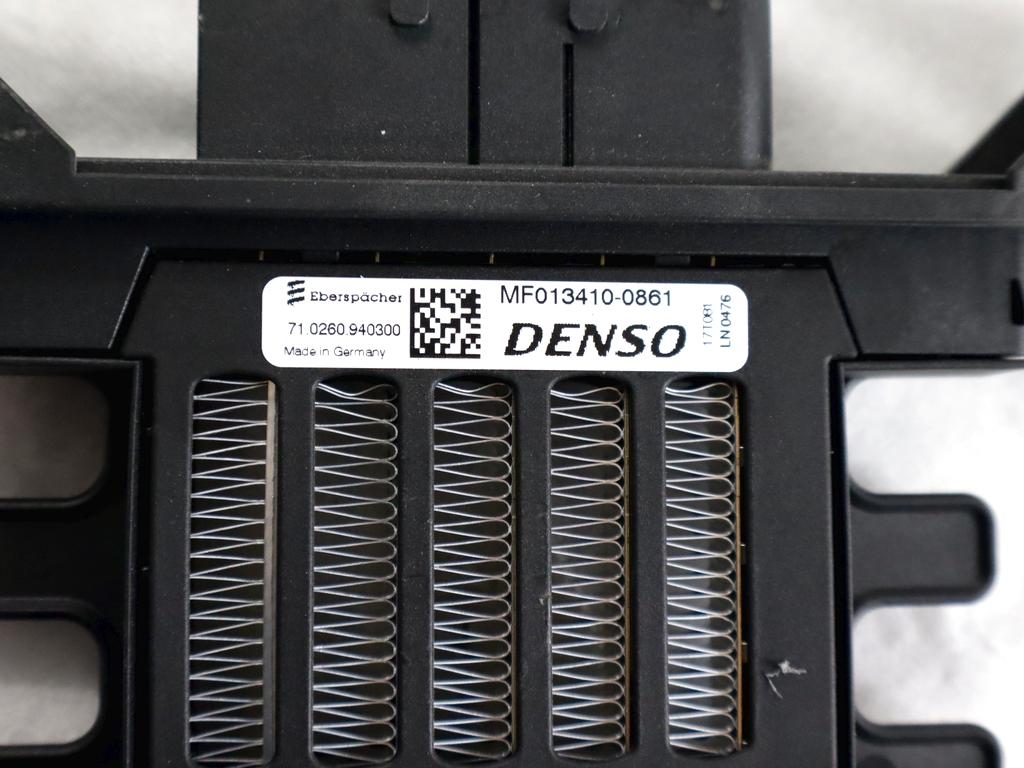 Eberspächer
71.0260.940300
Made in Germany
MF013410-0861
DENSO
17T081
LN0476